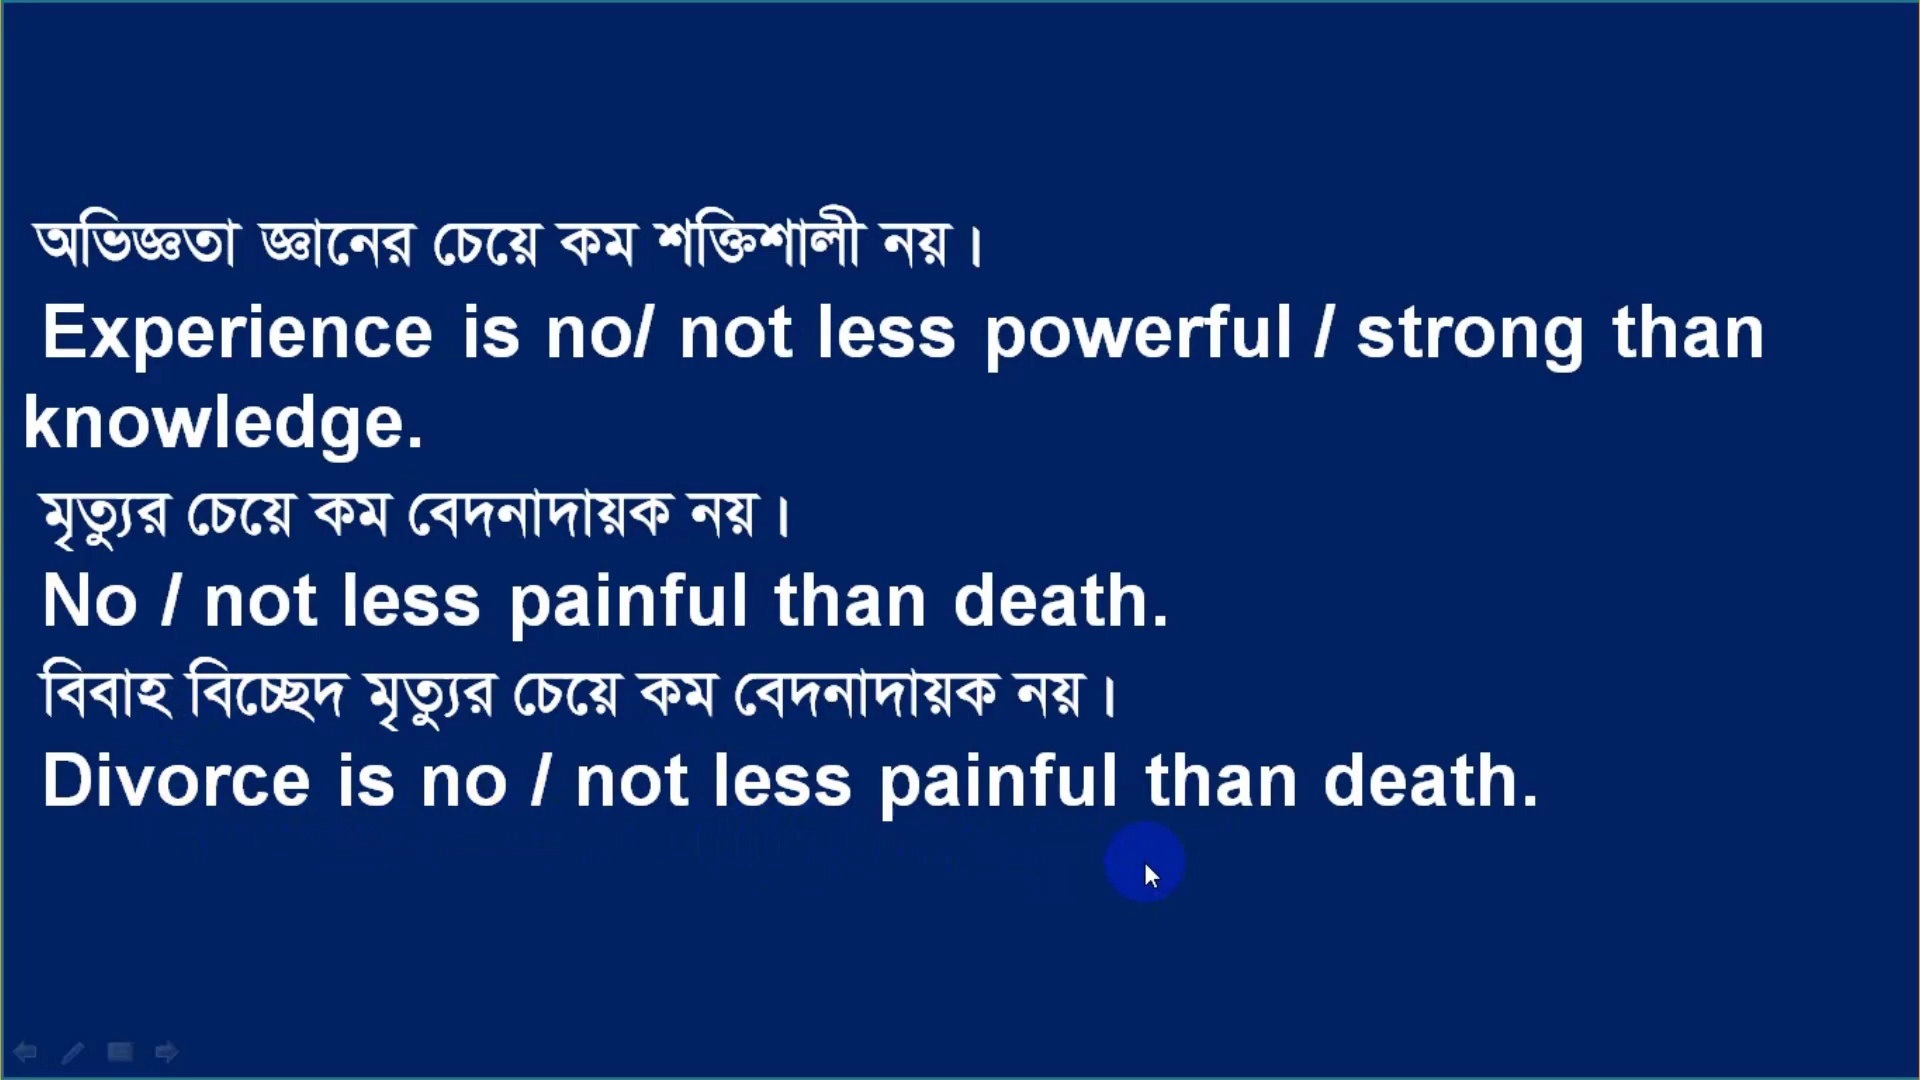 অভিজ্ঞতা জ্ঞানের চেয়ে কম শক্তিশালী নয়।
Experience is no/ not less powerful / strong than
knowledge.
মৃত্যুর চেয়ে কম বেদনাদায়ক নয়।
No / not less painful than death.
বিবাহ বিচ্ছেদ মৃত্যুর চেয়ে কম বেদনাদায়ক নয়।
Divorce is no / not less painful than death.